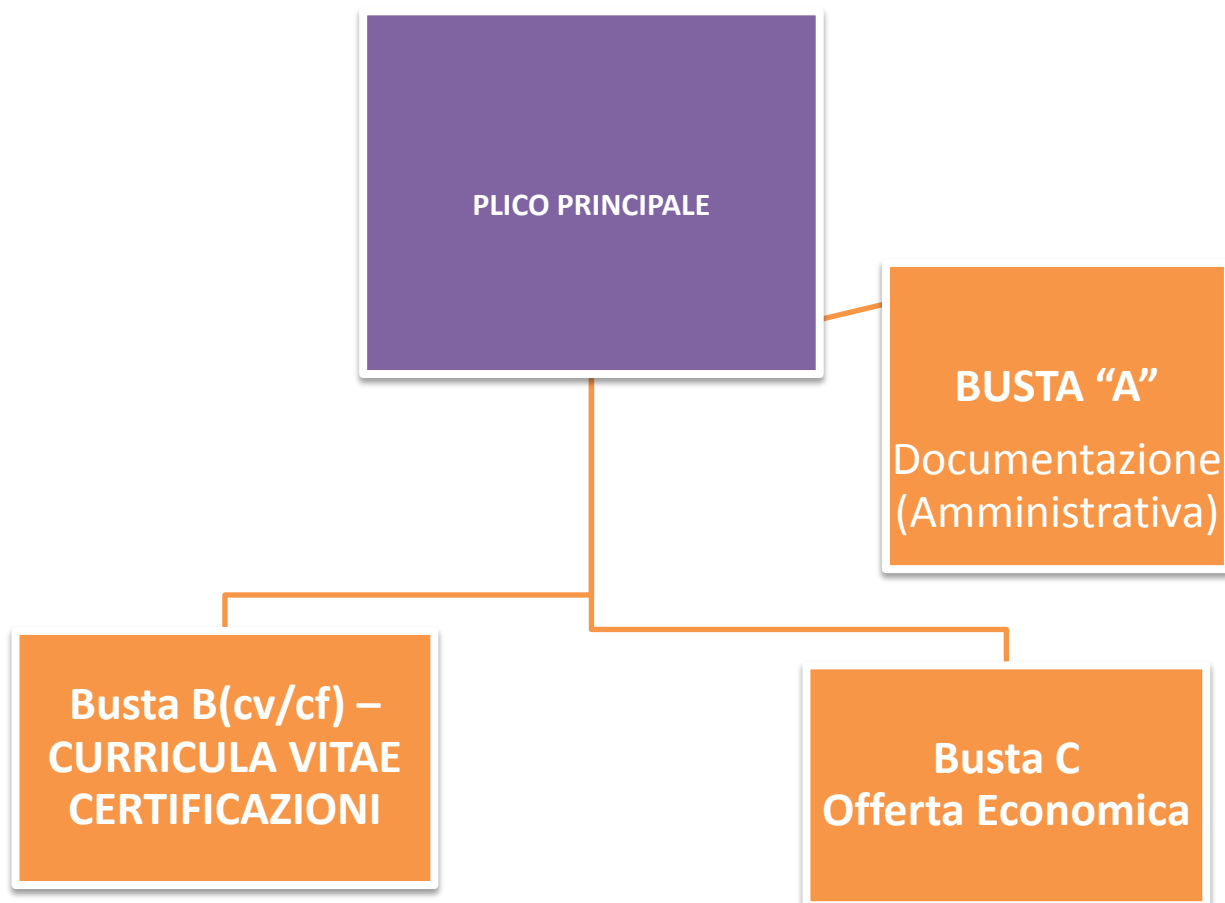 PLICO PRINCIPALE
BUSTA “A”
Documentazione
(Amministrativa)
Busta B(cv/cf) –
CURRICULA VITAE
CERTIFICAZIONI
Busta C
Offerta Economica